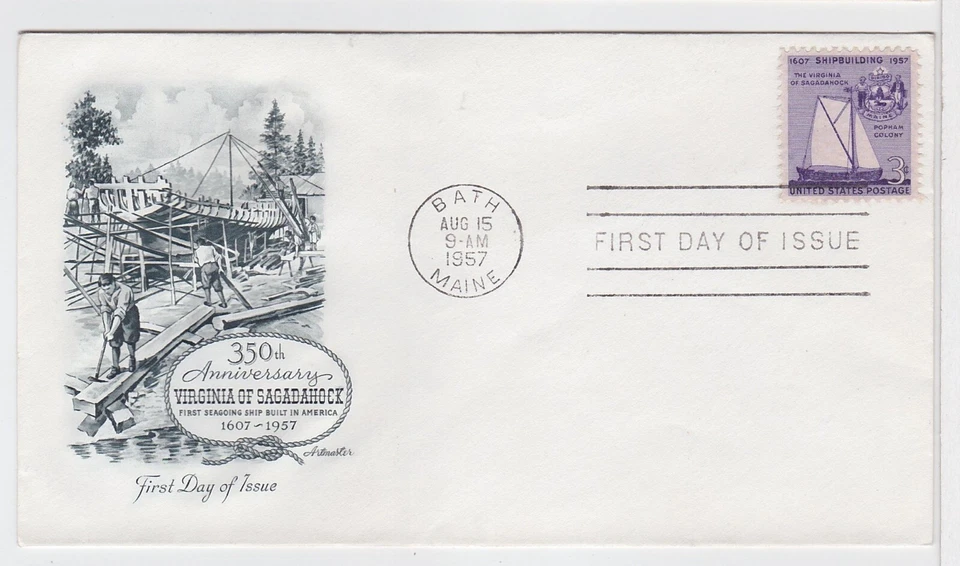 350th
Anniversary
VIRGINIA OF SAGADAHOCK
FIRST SEAGOING SHIP BUILT IN AMERICA
1607 ~ 1957
Artmaster
First Day of Issue
BATH
AUG 15
9-AM
1957
MAINE
1607 SHIPBUILDING 1957
THE VIRGINIA
OF SAGADAHOCK
MAINE
POPHAM
COLONY
3¢
UNITED STATES POSTAGE
FIRST DAY OF ISSUE